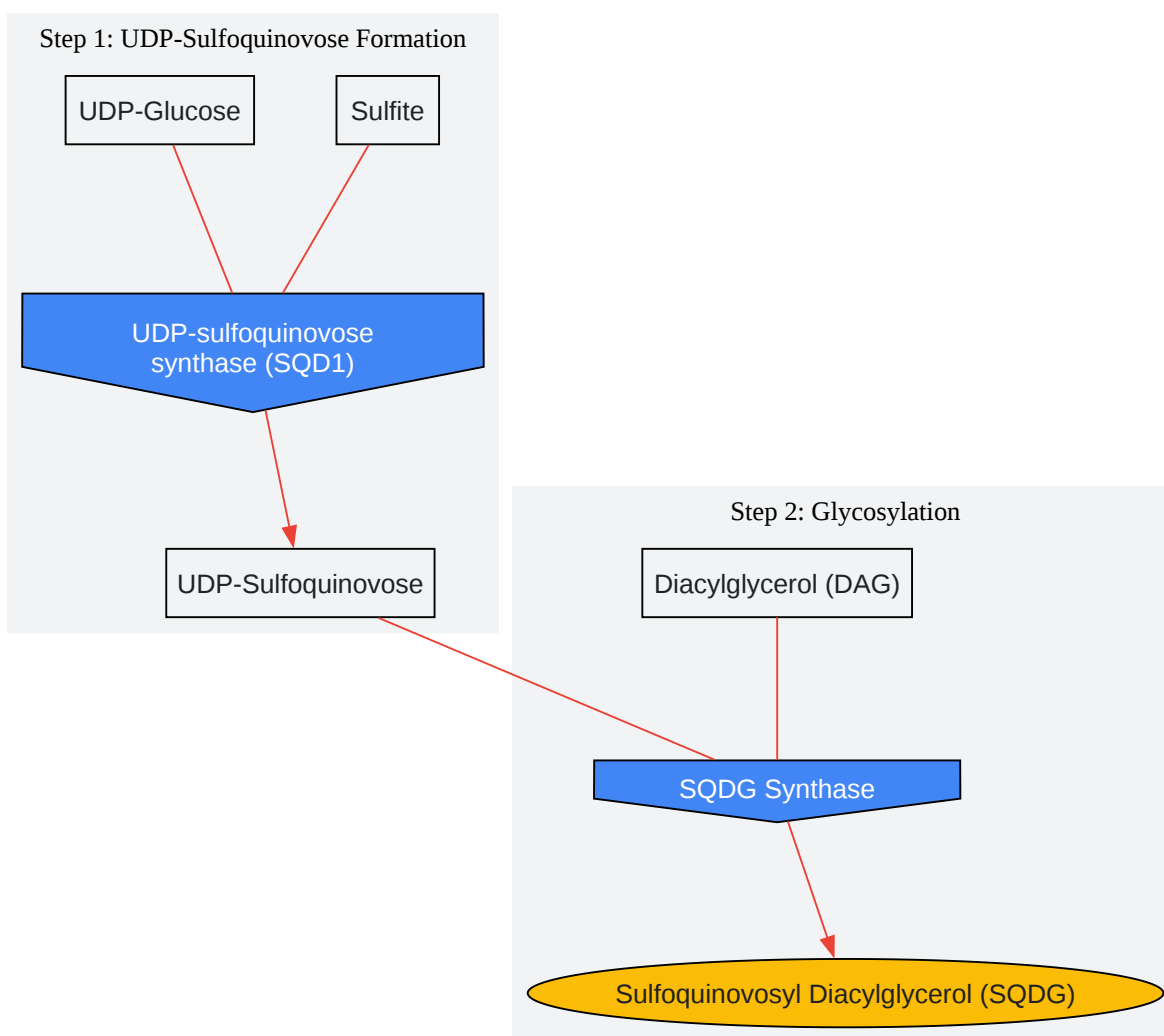 Step 1: UDP-Sulfoquinovose Formation
UDP-Glucose
Sulfite
UDP-sulfoquinovose
synthase (SQD1)
UDP-Sulfoquinovose
Step 2: Glycosylation
Diacylglycerol (DAG)
SQDG Synthase
Sulfoquinovosyl Diacylglycerol (SQDG)